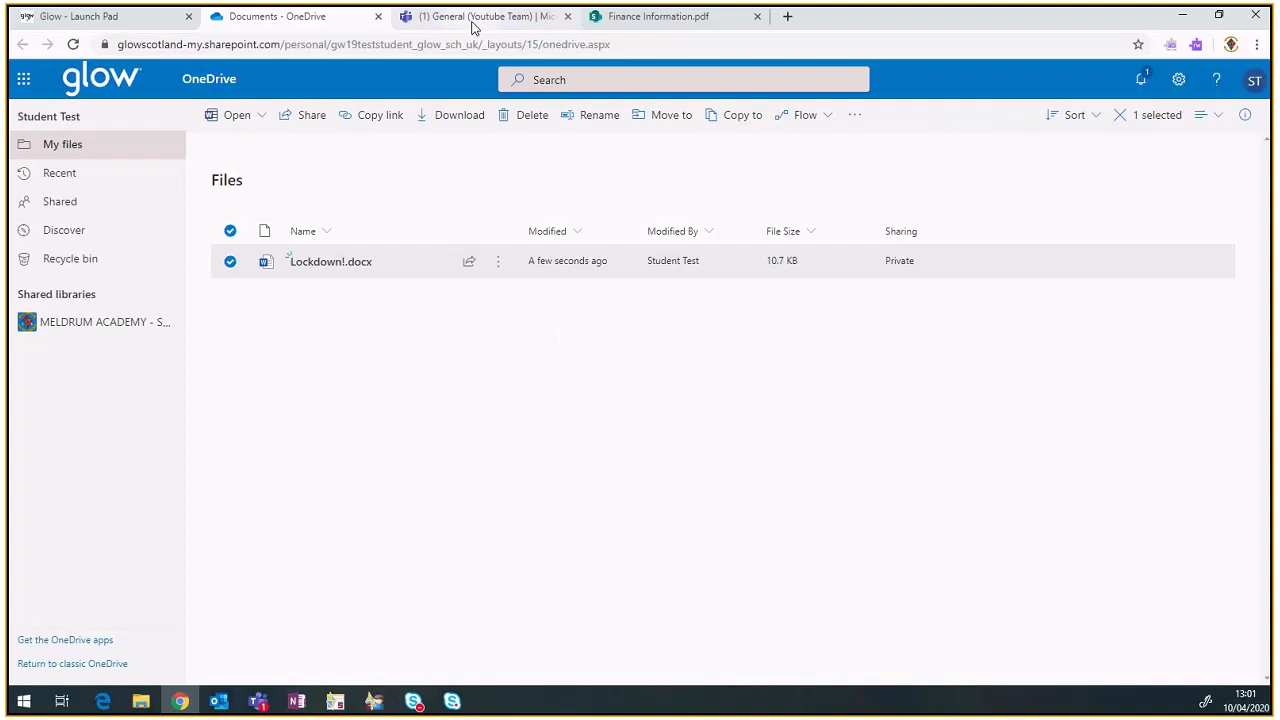 Glow - Launch Pad
Documents - OneDrive
(1) General (Youtube Team) | Mic
Finance Information.pdf
glowscotland-my.sharepoint.com/personal/gw19teststudent_glow_sch_uk/_layouts/15/onedrive.aspx
glow OneDrive Search 1 ? ST
Student Test
Open Share Copy link Download Delete Rename Move to Copy to Flow ... Sort 1 selected
My files
Recent
Shared
Discover
Recycle bin
Shared libraries
MELDRUM ACADEMY - S...
Files
Name Modified Modified By File Size Sharing
Lockdown!.docx A few seconds ago Student Test 10.7 KB Private
Get the OneDrive apps
Return to classic OneDrive
13:01
10/04/2020